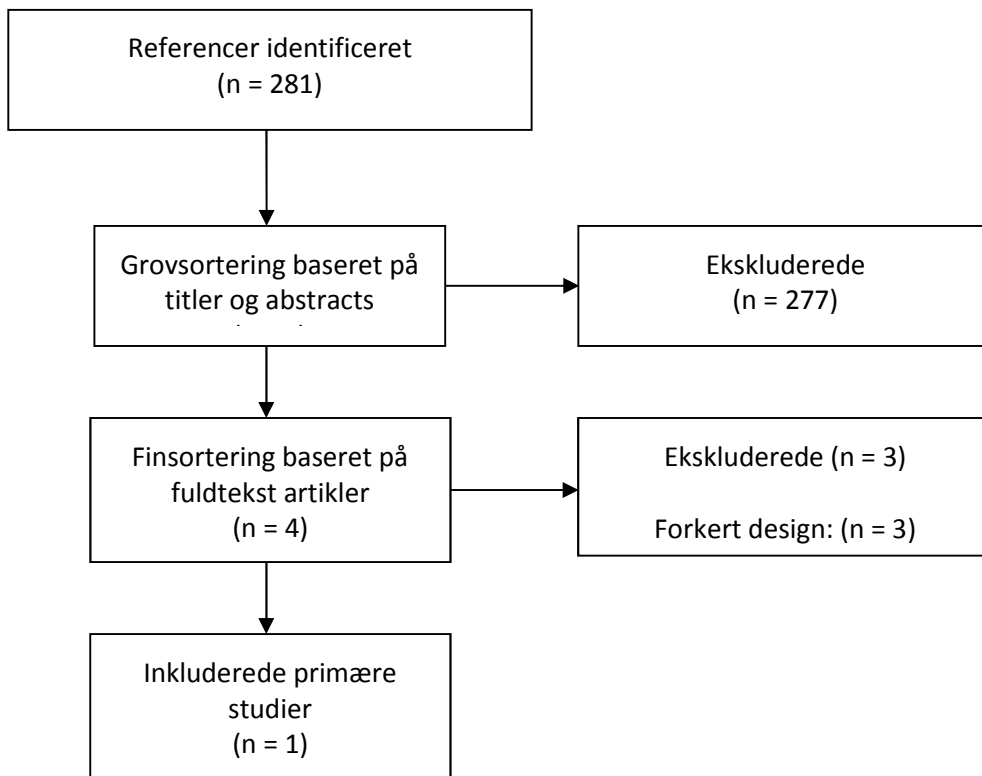 Referencer identificeret
(n = 281)
Grovsortering baseret på
titler og abstracts
Ekskluderede
(n = 277)
Finsortering baseret på
fuldtekst artikler
(n = 4)
Ekskluderede (n = 3)
Forkert design: (n = 3)
Inkluderede primære
studier
(n = 1)